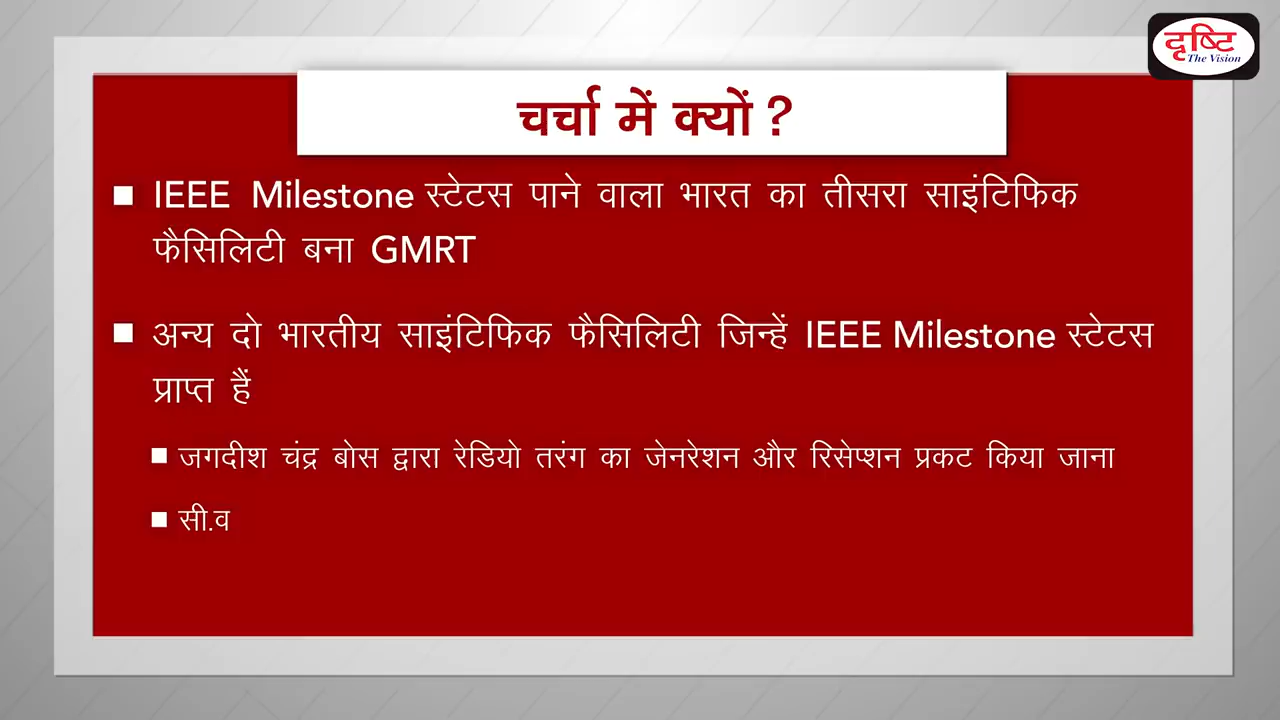 दृष्टि
The Vision
चर्चा में क्यों ?
IEEE Milestone स्टेटस पाने वाला भारत का तीसरा साइंटिफिक
फैसिलिटी बना GMRT
अन्य दो भारतीय साइंटिफिक फैसिलिटी जिन्हें IEEE Milestone स्टेटस
प्राप्त हैं
जगदीश चंद्र बोस द्वारा रेडियो तरंग का जेनरेशन और रिसेप्शन प्रकट किया जाना
सी.व